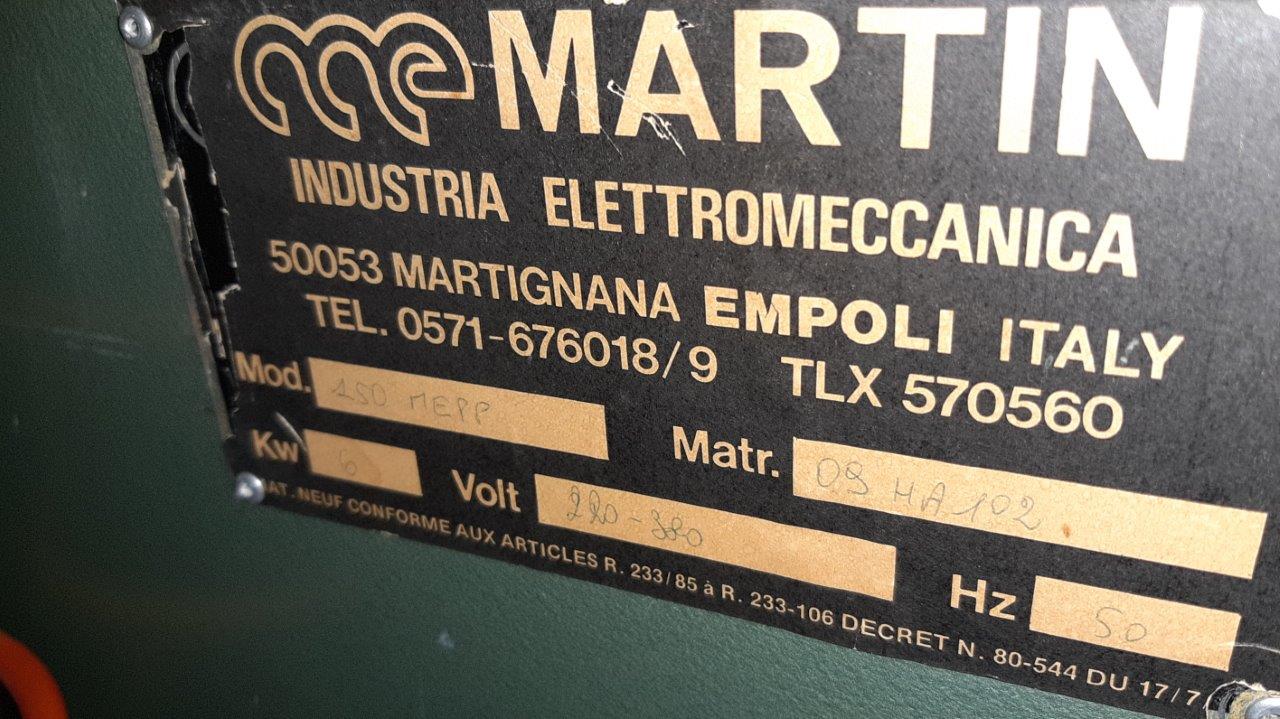 MARTIN
INDUSTRIA ELETTROMECCANICA
50053 MARTIGNANA EMPOLI ITALY
TEL. 0571-676018/9 TLX 570560
Mod. 150 MEPP
Matr. 09 HA 102
Kw 6
Volt 220-380
Hz 50
AT. NEUF CONFORME AUX ARTICLES R. 233/85 à R. 233-106 DECRET N. 80-544 DU 17/7